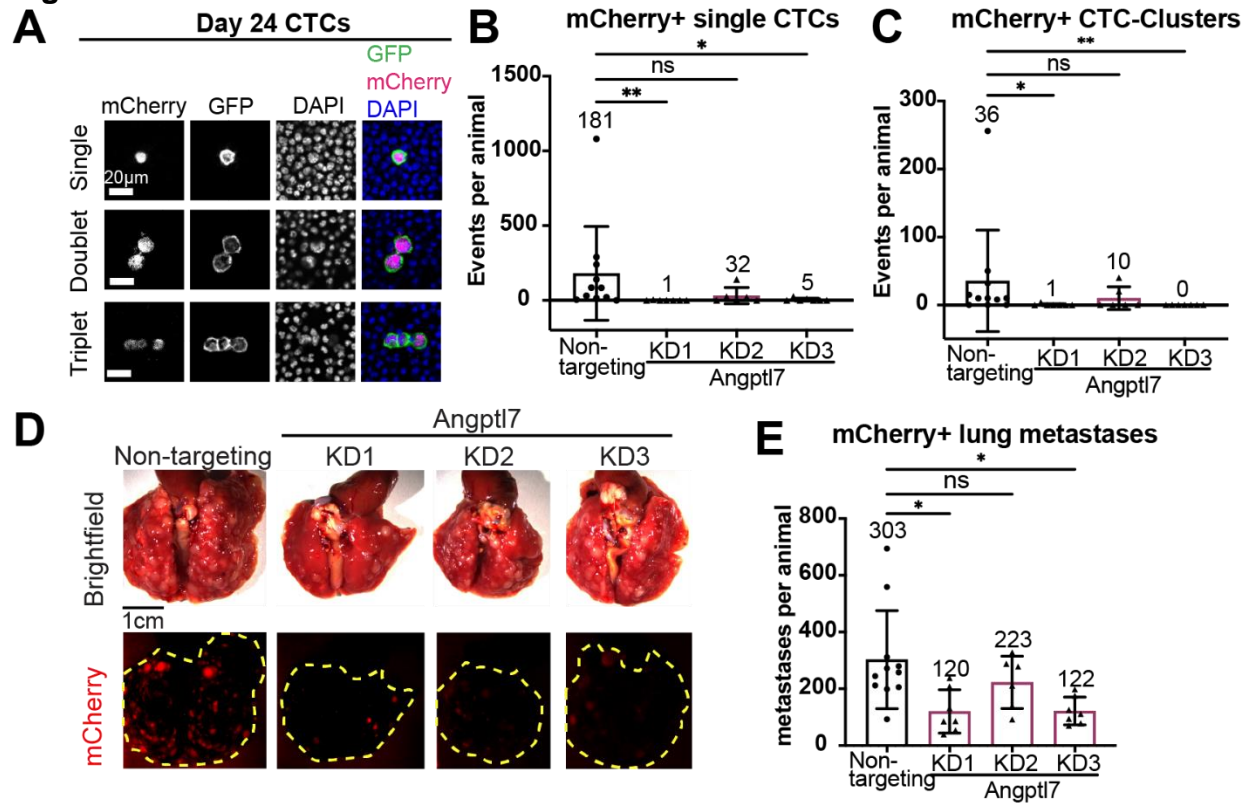 A
Day 24 CTCs
GFP
mCherry
DAPI
mCherry GFP DAPI
Single
20µm
Doublet
Triplet
B
mCherry+ single CTCs
*
ns
**
Events per animal
1500
1000
500
0
181
1
32
5
Non-
targeting
KD1 KD2 KD3
Angptl7
C
mCherry+ CTC-Clusters
**
ns
*
Events per animal
300
200
100
0
36
1
10
0
Non-
targeting
KD1 KD2 KD3
Angptl7
D
Angptl7
Non-targeting KD1 KD2 KD3
Brightfield
1cm
mCherry
E
mCherry+ lung metastases
*
ns
*
metastases per animal
800
600
400
200
0
303
120
223
122
Non-
targeting
KD1 KD2 KD3
Angptl7